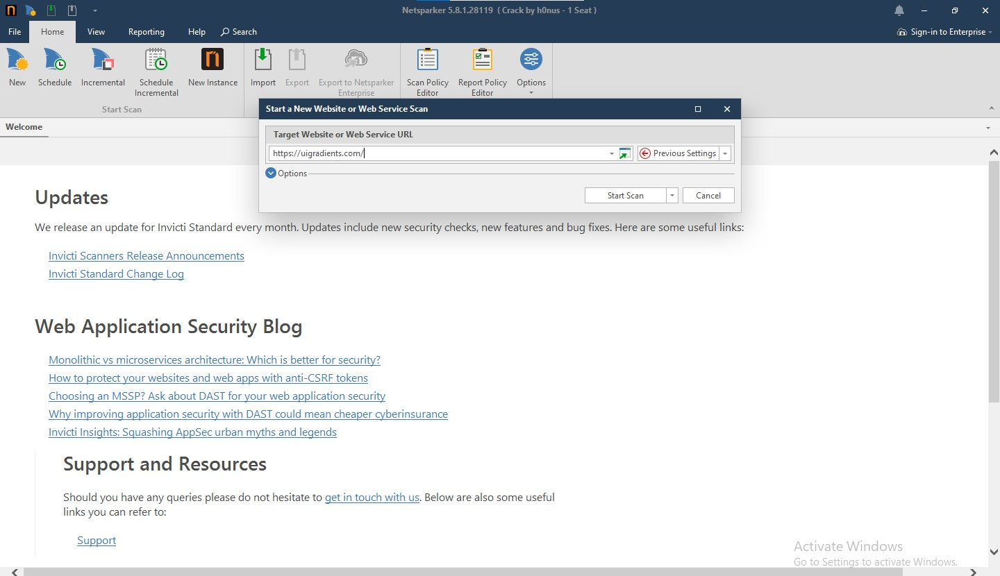 Netsparker 5.8.1.28119 ( Crack by h0nus - 1 Seat )
File Home View Reporting Help Search Sign-in to Enterprise
New Schedule Incremental Schedule Incremental New Instance Import Export Export to Netsparker Enterprise Scan Policy Editor Report Policy Editor Options
Start Scan
Start a New Website or Web Service Scan
Target Website or Web Service URL
https://uigradients.com/ Previous Settings
Options
Start Scan Cancel
Welcome
Updates
We release an update for Invicti Standard every month. Updates include new security checks, new features and bug fixes. Here are some useful links:
Invicti Scanners Release Announcements
Invicti Standard Change Log
Web Application Security Blog
Monolithic vs microservices architecture: Which is better for security?
How to protect your websites and web apps with anti-CSRF tokens
Choosing an MSSP? Ask about DAST for your web application security
Why improving application security with DAST could mean cheaper cyberinsurance
Invicti Insights: Squashing AppSec urban myths and legends
Support and Resources
Should you have any queries please do not hesitate to get in touch with us. Below are also some useful
links you can refer to:
Support
Activate Windows
Go to Settings to activate Windows.